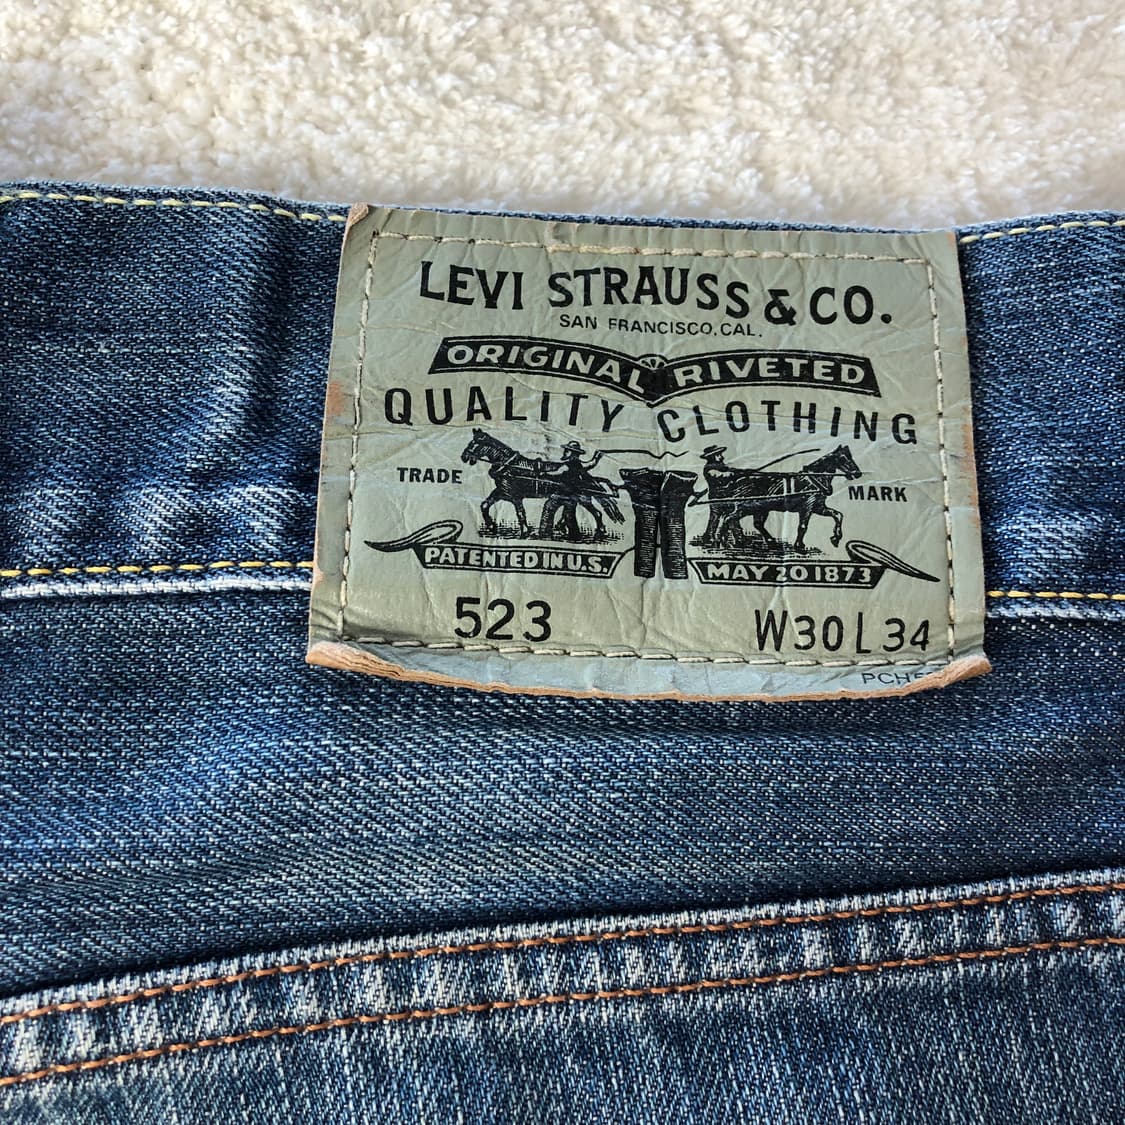 LEVI STRAUSS & CO.
SAN FRANCISCO, CAL.
ORIGINAL RIVETED
QUALITY CLOTHING
TRADE MARK
PATENTED IN U.S. MAY 20 1873
523 W30 L34